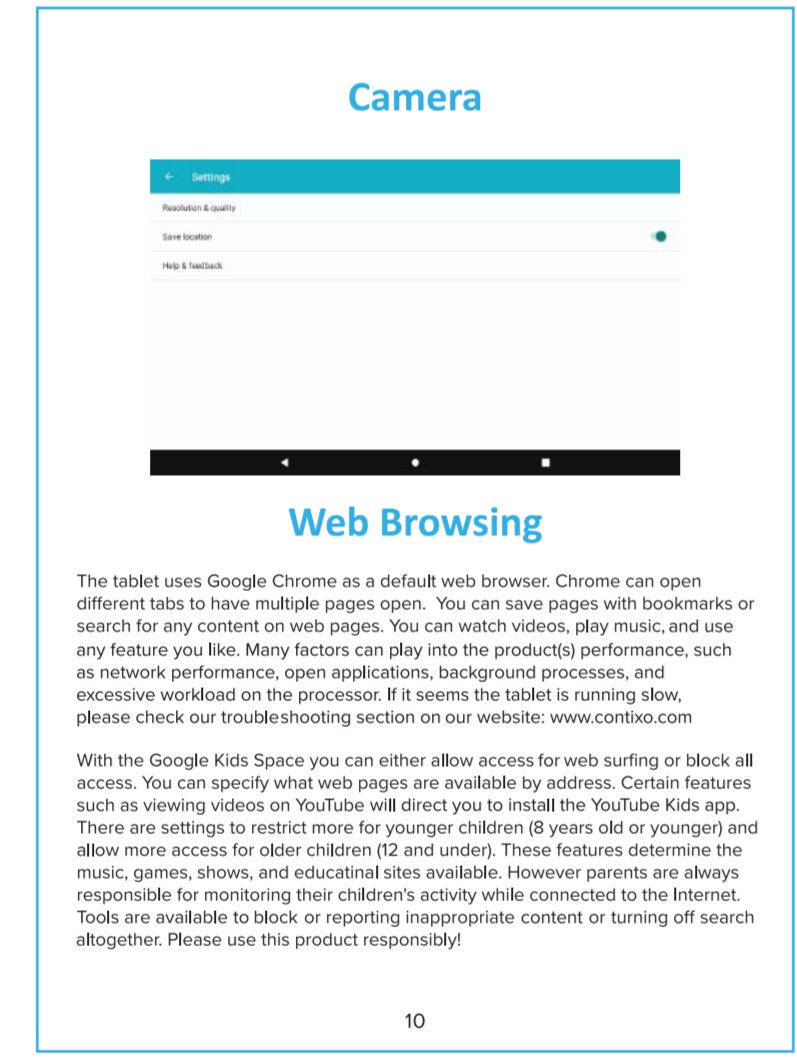 Camera
Settings
Resolution & quality
Save location
Help & feedback
Web Browsing
The tablet uses Google Chrome as a default web browser. Chrome can open
different tabs to have multiple pages open.  You can save pages with bookmarks or
search for any content on web pages. You can watch videos, play music, and use
any feature you like. Many factors can play into the product(s) performance, such
as network performance, open applications, background processes, and
excessive workload on the processor. If it seems the tablet is running slow,
please check our troubleshooting section on our website: www.contixo.com
With the Google Kids Space you can either allow access for web surfing or block all
access. You can specify what web pages are available by address. Certain features
such as viewing videos on YouTube will direct you to install the YouTube Kids app.
There are settings to restrict more for younger children (8 years old or younger) and
allow more access for older children (12 and under). These features determine the
music, games, shows, and educatinal sites available. However parents are always
responsible for monitoring their children's activity while connected to the Internet.
Tools are available to block or reporting inappropriate content or turning off search
altogether. Please use this product responsibly!
10